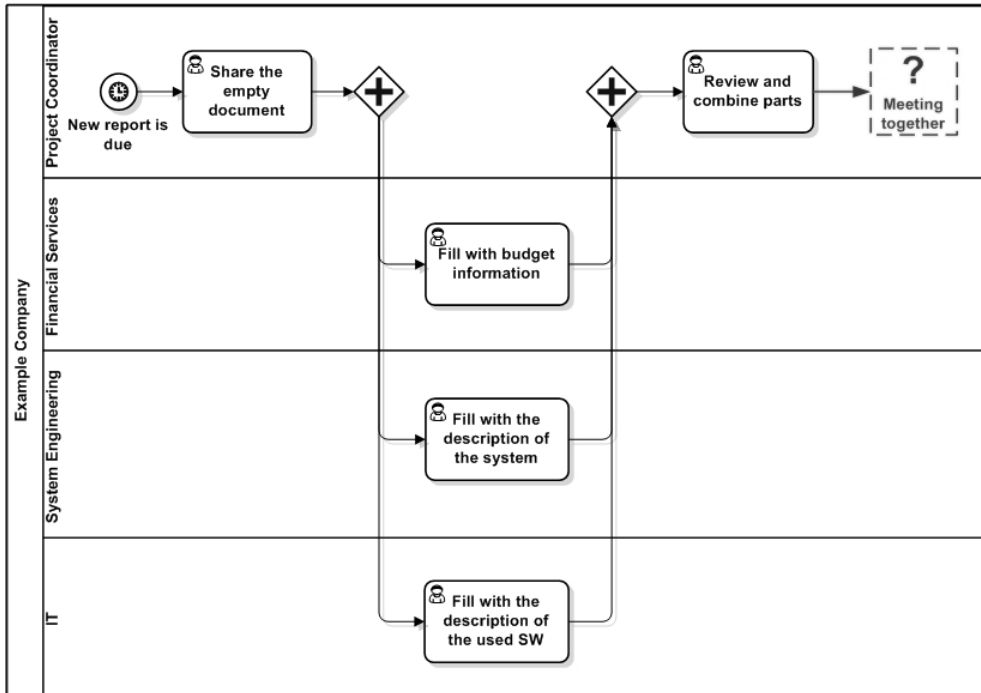 Example Company
Project Coordinator
New report is
due
Share the
empty
document
Review and
combine parts
?
Meeting
together
Financial Services
Fill with budget
information
System Engineering
Fill with the
description of
the system
IT
Fill with the
description of
the used SW